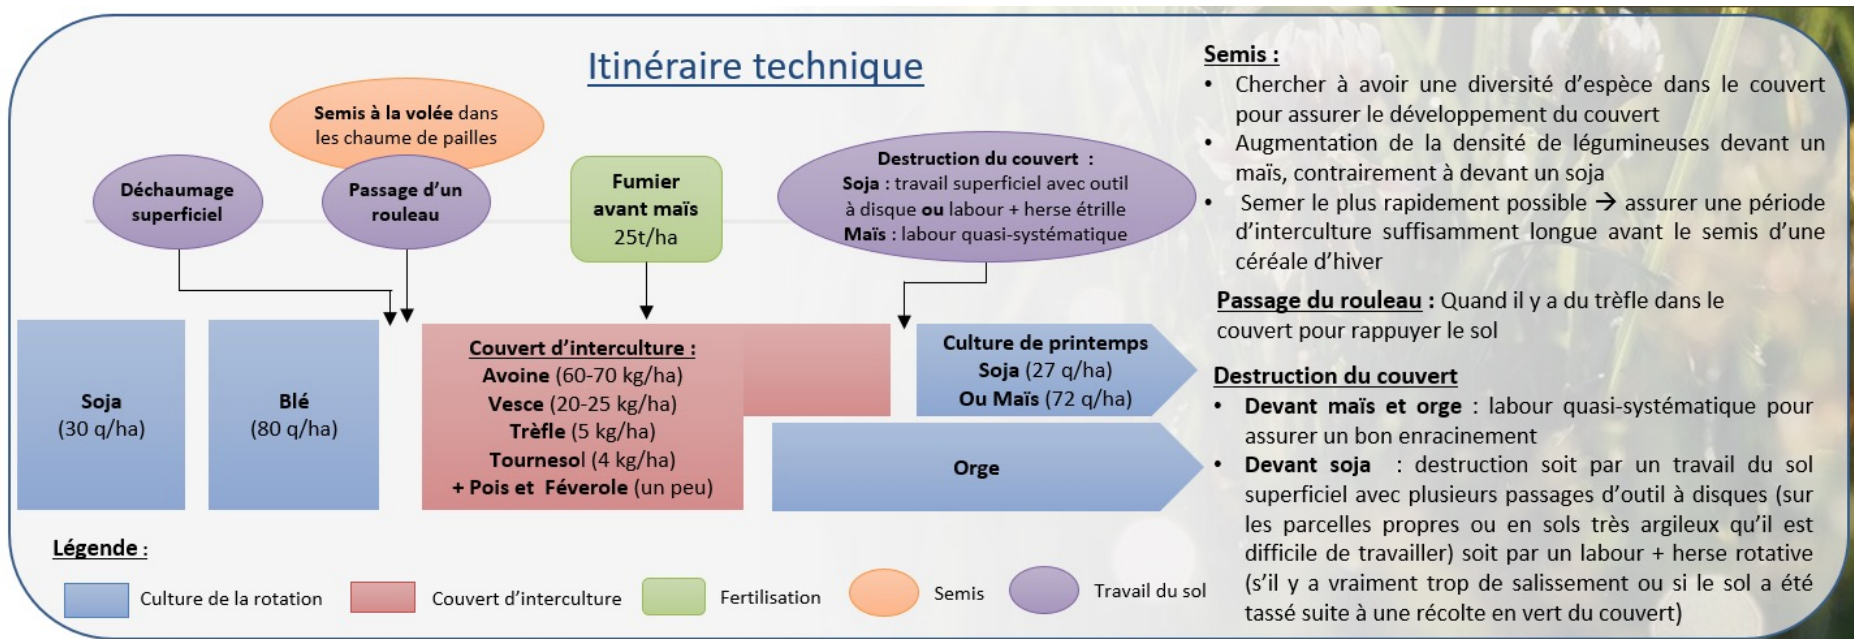 Itinéraire technique
Semis à la volée dans
les chaume de pailles
Déchaumage
superficiel
Passage d'un
rouleau
Fumier
avant maïs
25t/ha
Destruction du couvert :
Soja : travail superficiel avec outil
à disque ou labour + herse étrille
Maïs : labour quasi-systématique
Soja
(30 q/ha)
Blé
(80 q/ha)
Couvert d'interculture :
Avoine (60-70 kg/ha)
Vesce (20-25 kg/ha)
Trèfle (5 kg/ha)
Tournesol (4 kg/ha)
+ Pois et Féverole (un peu)
Culture de printemps
Soja (27 q/ha)
Ou Maïs (72 q/ha)
Orge
Légende :
Culture de la rotation
Couvert d'interculture
Fertilisation
Semis
Travail du sol
Semis :
• Chercher à avoir une diversité d'espèce dans le couvert
pour assurer le développement du couvert
• Augmentation de la densité de légumineuses devant un
maïs, contrairement à devant un soja
• Semer le plus rapidement possible → assurer une période
d'interculture suffisamment longue avant le semis d'une
céréale d'hiver
Passage du rouleau : Quand il y a du trèfle dans le
couvert pour rappuyer le sol
Destruction du couvert
• Devant maïs et orge : labour quasi-systématique pour
assurer un bon enracinement
• Devant soja : destruction soit par un travail du sol
superficiel avec plusieurs passages d'outil à disques (sur
les parcelles propres ou en sols très argileux qu'il est
difficile de travailler) soit par un labour + herse rotative
(s'il y a vraiment trop de salissement ou si le sol a été
tassé suite à une récolte en vert du couvert)